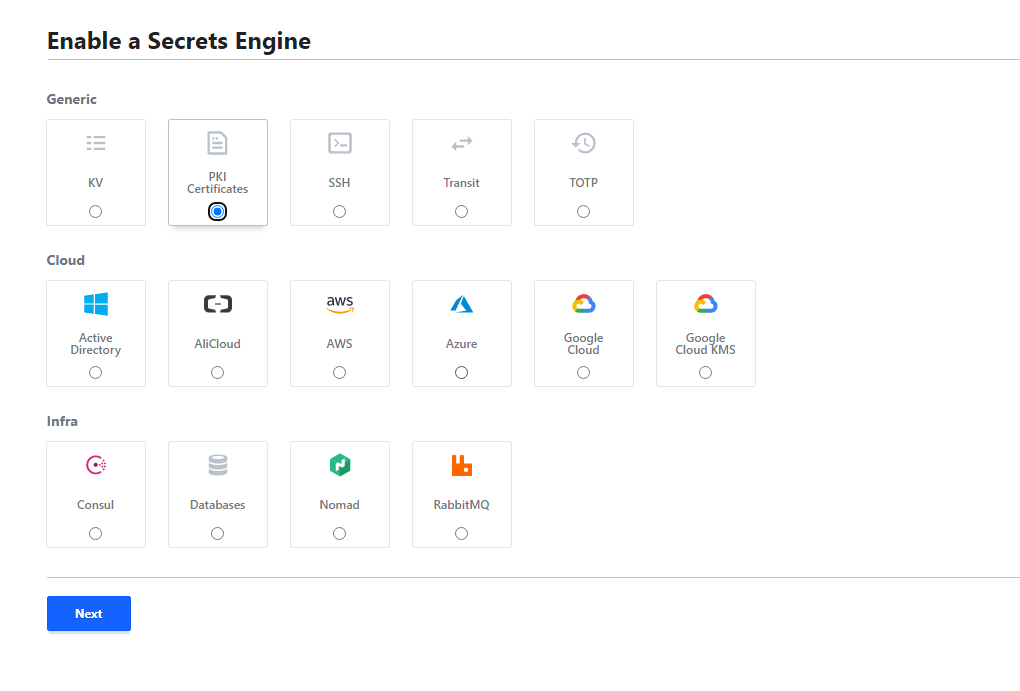 Enable a Secrets Engine
Generic
KV
PKI
Certificates
SSH
Transit
TOTP
Cloud
Active
Directory
AliCloud
aws
AWS
Azure
Google
Cloud
Google
Cloud KMS
Infra
Consul
Databases
Nomad
RabbitMQ
Next